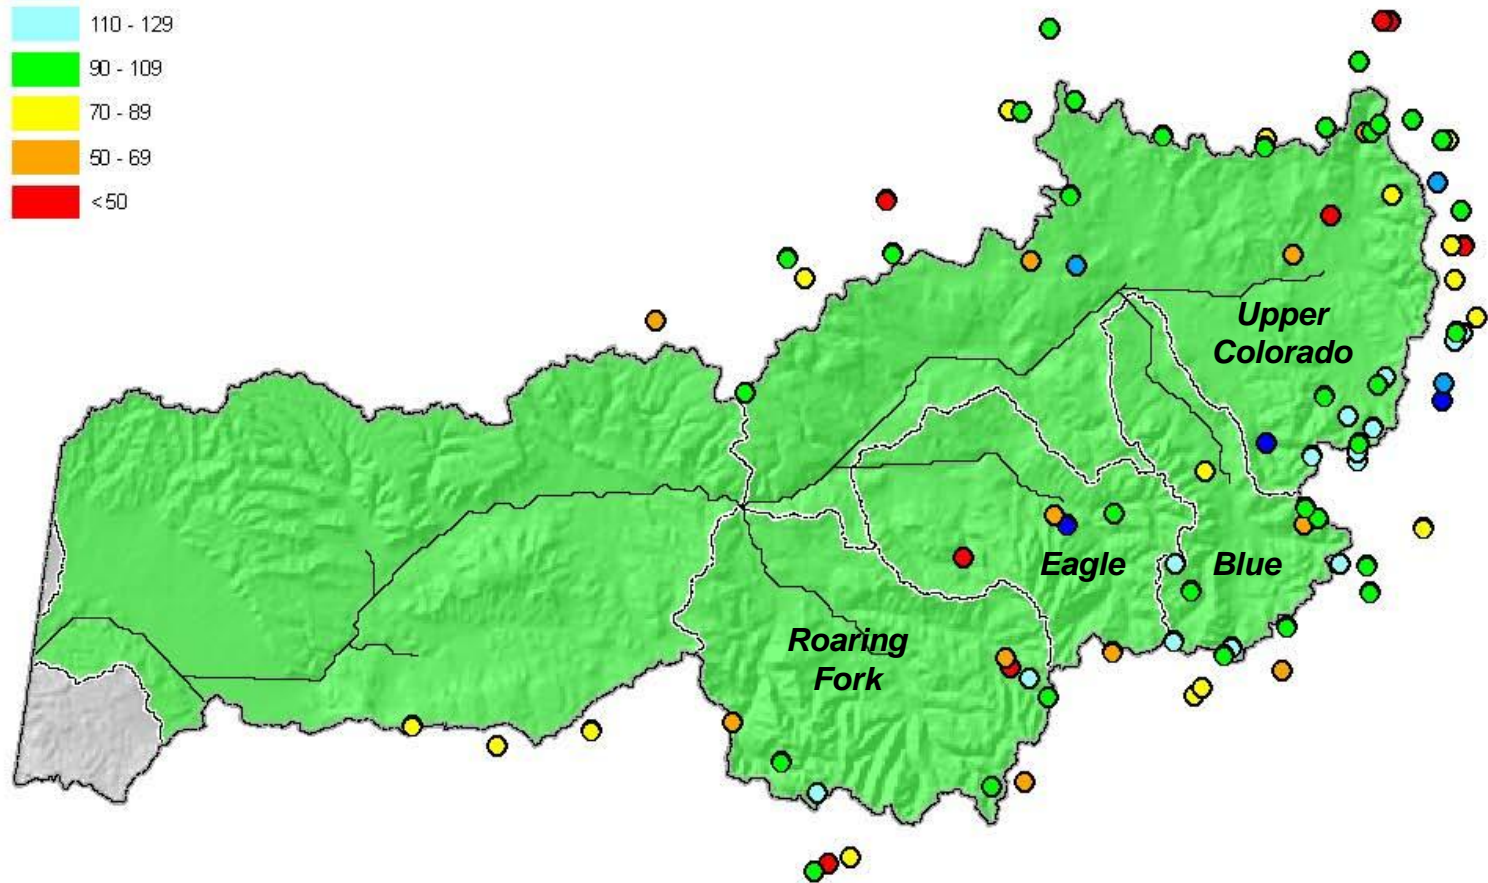 110 - 129
90 - 109
70 - 89
50 - 69
<50
Upper
Colorado
Eagle
Blue
Roaring
Fork